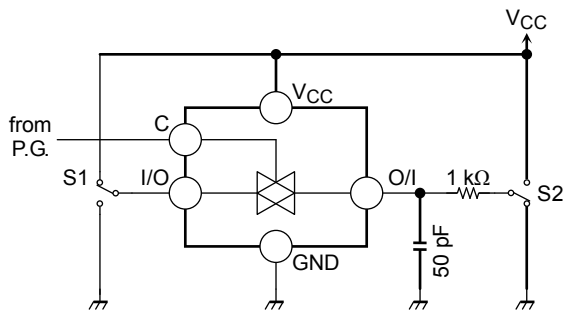 VCC
VCC
from
P.G.
C
S1
I/O
O/I
1 kΩ
S2
50 pF
GND